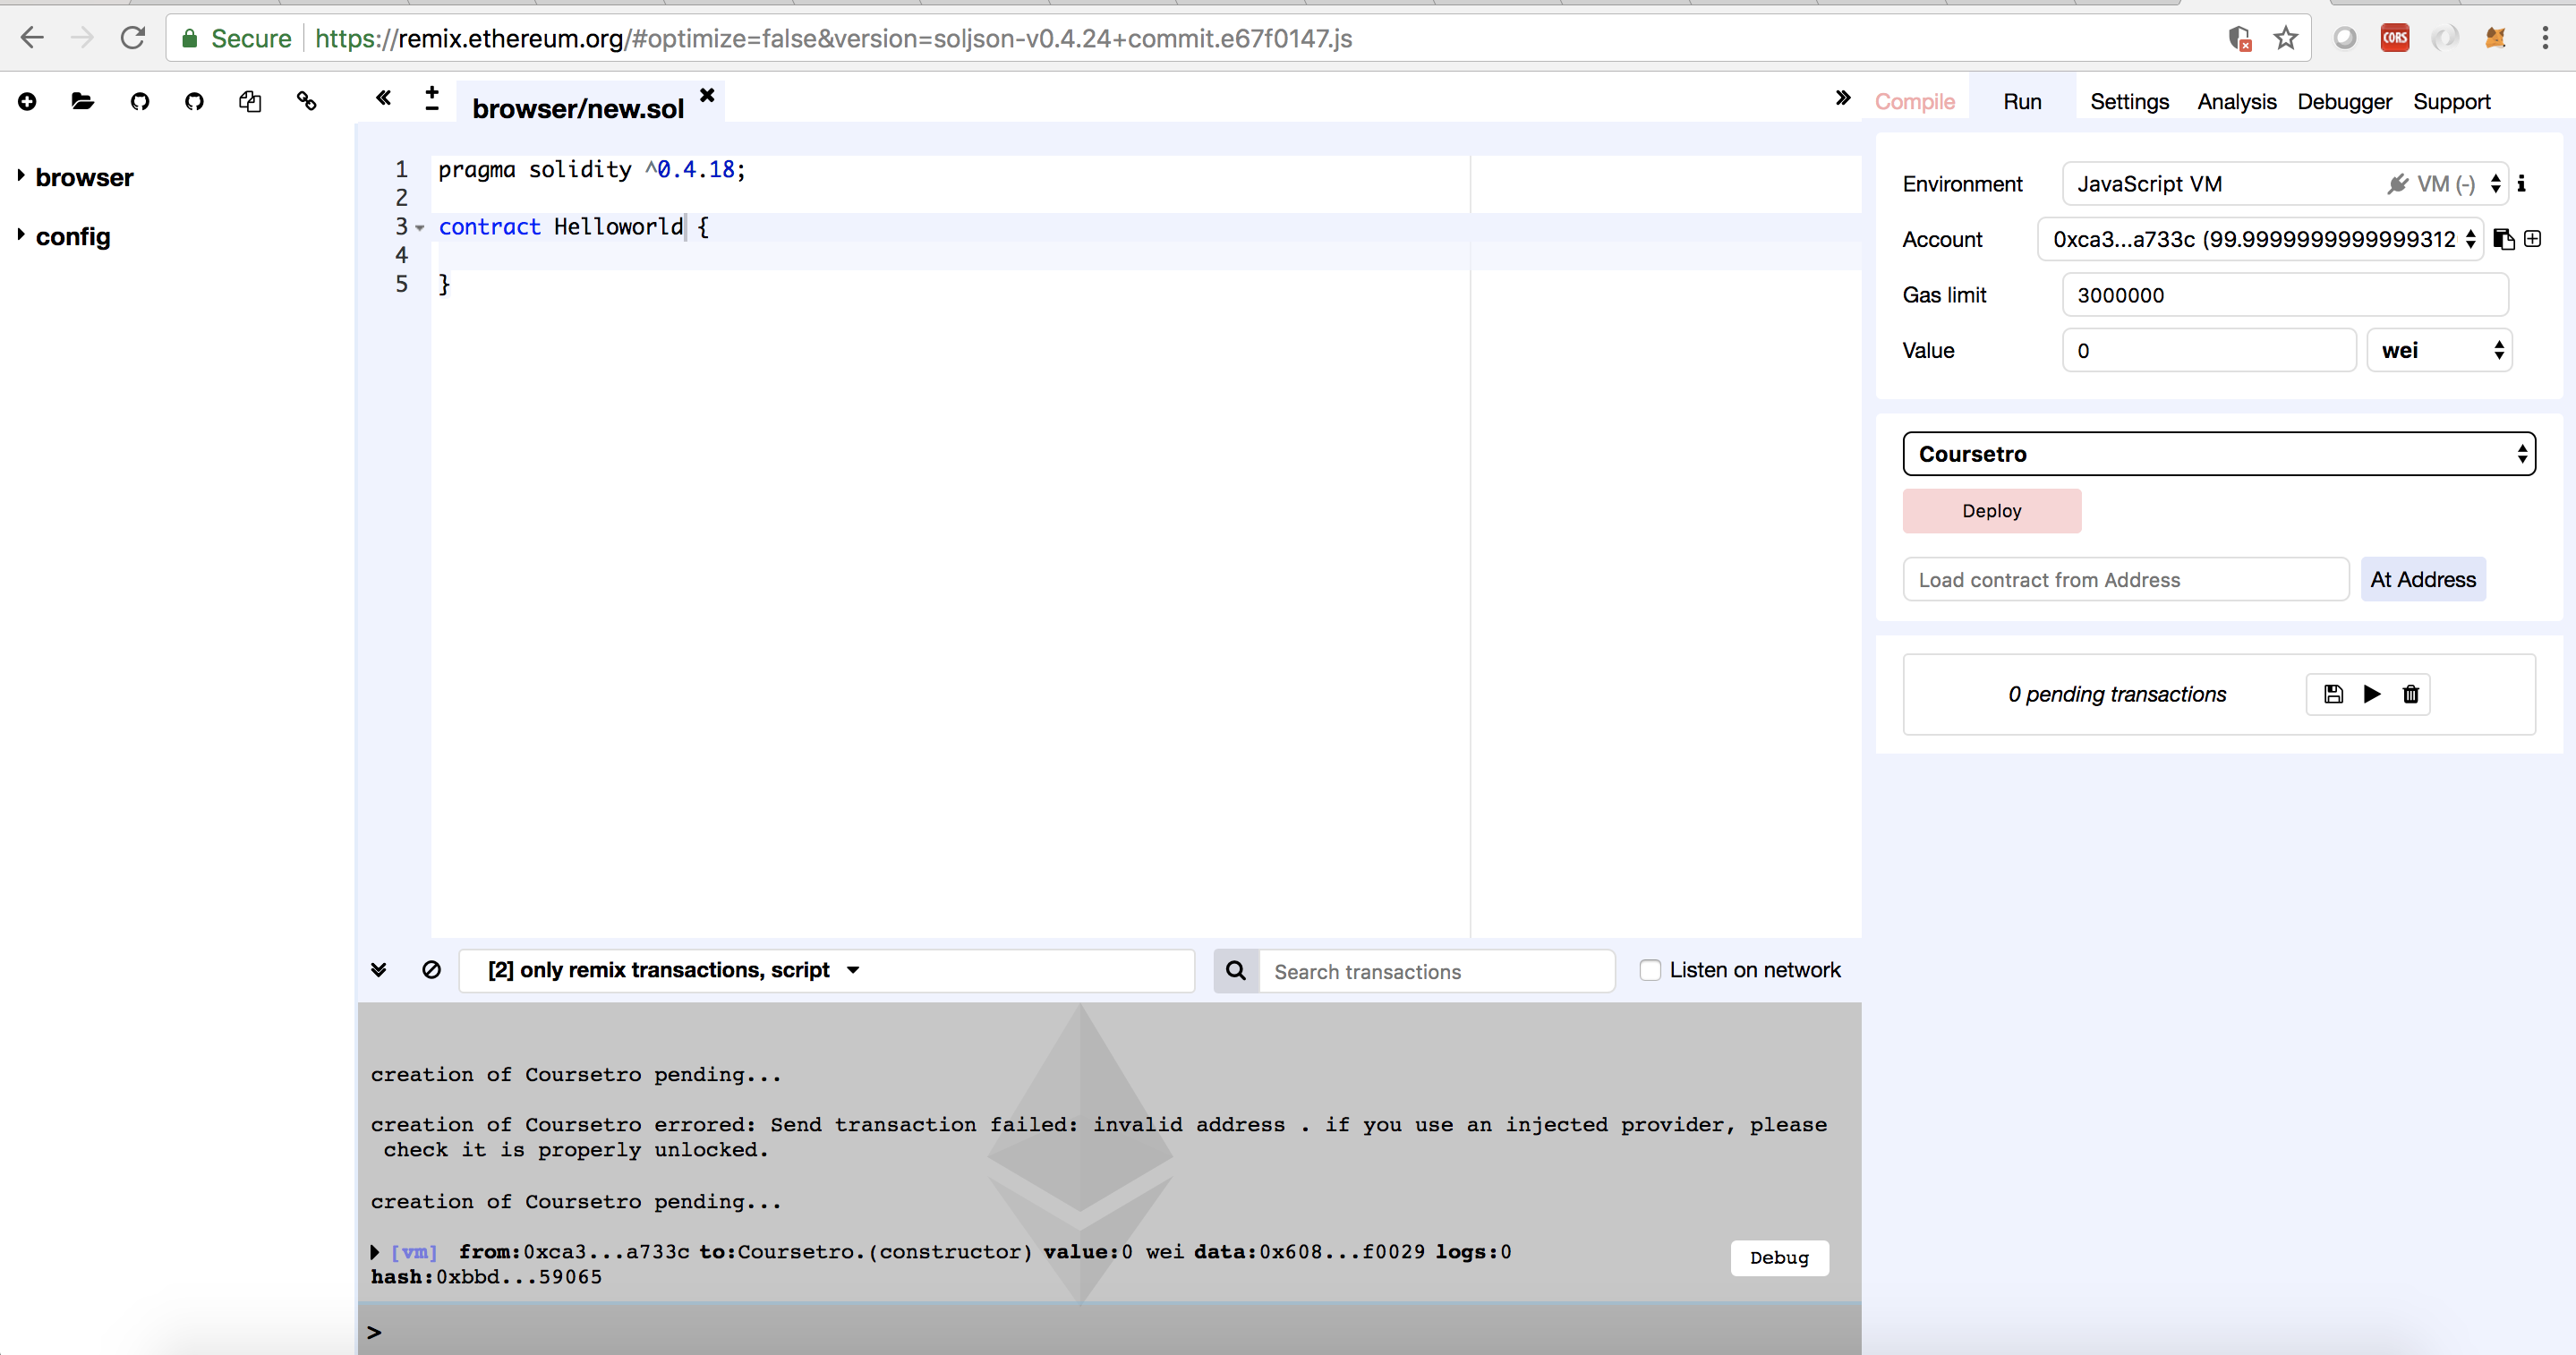 Secure https://remix.ethereum.org/#optimize=false&version=soljson-v0.4.24+commit.e67f0147.js
CORS
browser/new.sol
Compile Run Settings Analysis Debugger Support
browser
config
1 pragma solidity ^0.4.18;
2
3 contract Helloworld {
4
5 }
Environment JavaScript VM VM (-)
Account 0xca3...a733c (99.9999999999999312
Gas limit 3000000
Value 0 wei
Coursetro
Deploy
Load contract from Address At Address
0 pending transactions
[2] only remix transactions, script Search transactions Listen on network
creation of Coursetro pending...
creation of Coursetro errored: Send transaction failed: invalid address . if you use an injected provider, please
check it is properly unlocked.
creation of Coursetro pending...
[vm] from:0xca3...a733c to:Coursetro.(constructor) value:0 wei data:0x608...f0029 logs:0
hash:0xbbd...59065
Debug
>